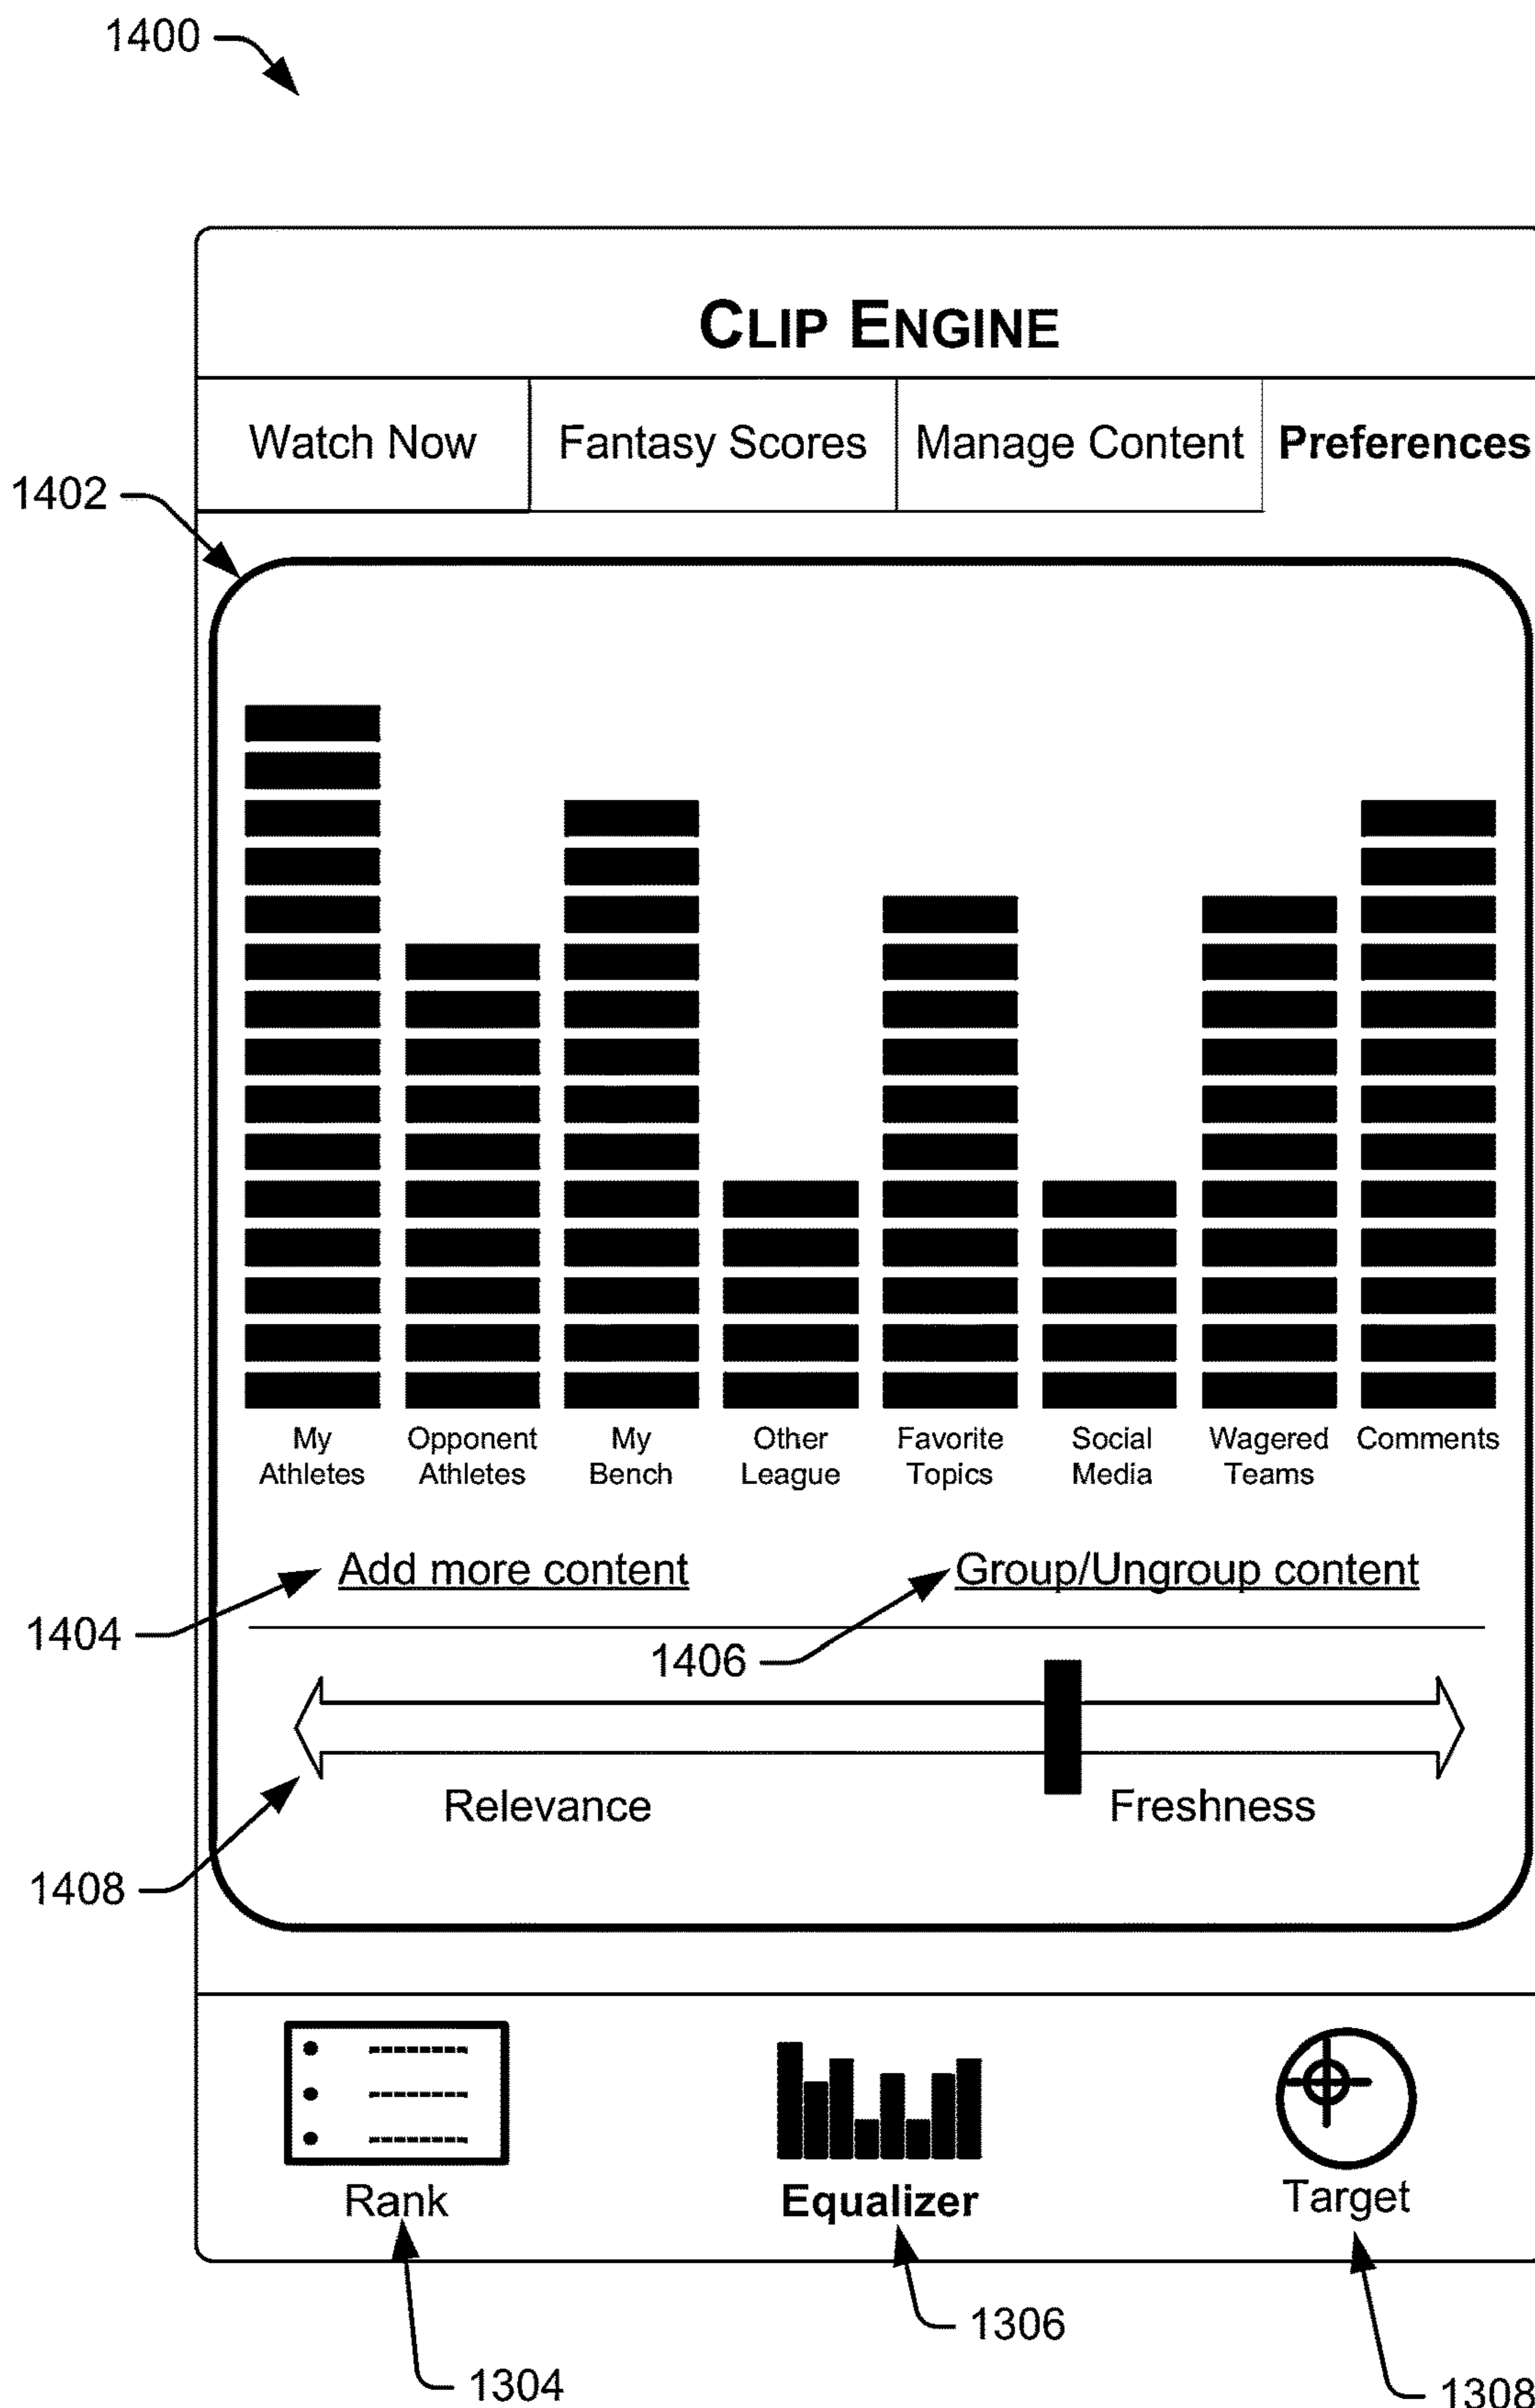 1400
CLIP ENGINE
Watch Now Fantasy Scores Manage Content Preferences
1402
My Athletes
Opponent Athletes
My Bench
Other League
Favorite Topics
Social Media
Wagered Teams
Comments
Add more content Group/Ungroup content
1404
1406
Relevance Freshness
1408
Rank Equalizer Target
1306
1304 1308